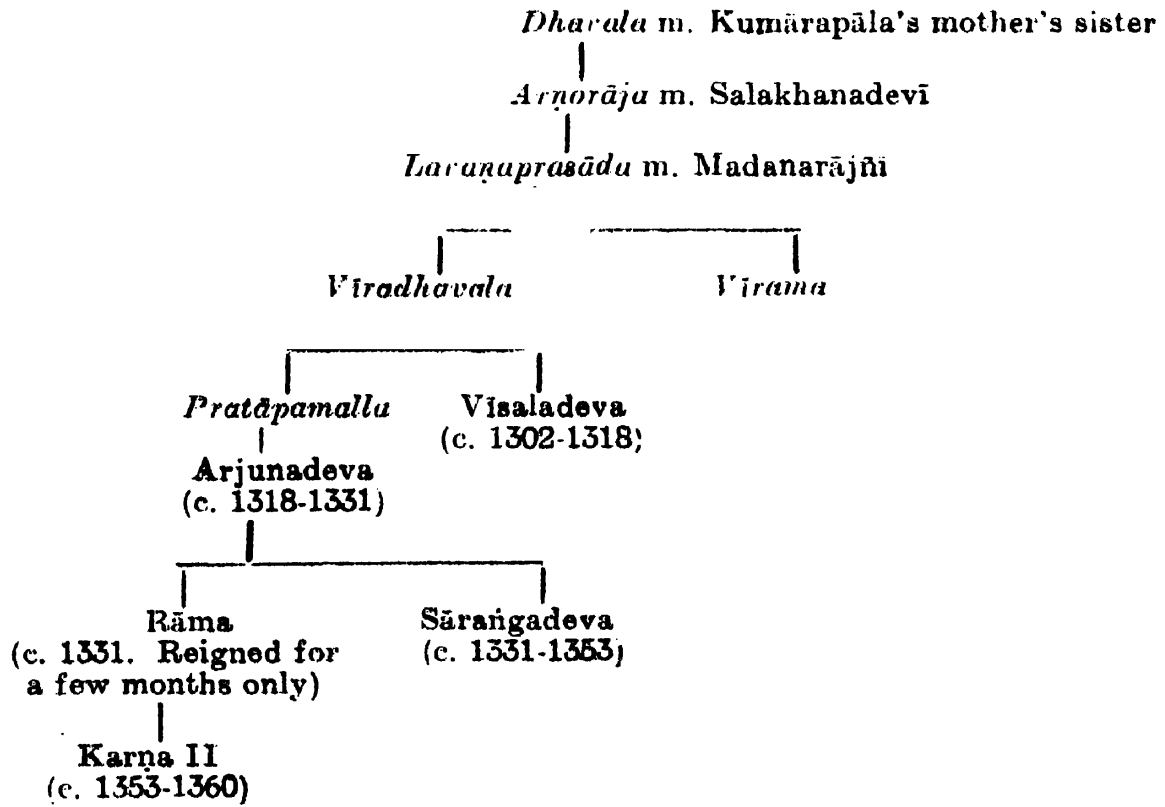 Dhavala m. Kumārapāla's mother's sister
Arṇorāja m. Salakhanadevī
Lavaṇaprasāda m. Madanarājñī
Vīradhavala Vīrama
Pratāpamalla Vīsaladeva
(c. 1302-1318)
Arjunadeva
(c. 1318-1331)
Rāma Sāraṅgadeva
(c. 1331. Reigned for (c. 1331-1353)
a few months only)
Karṇa II
(c. 1353-1360)